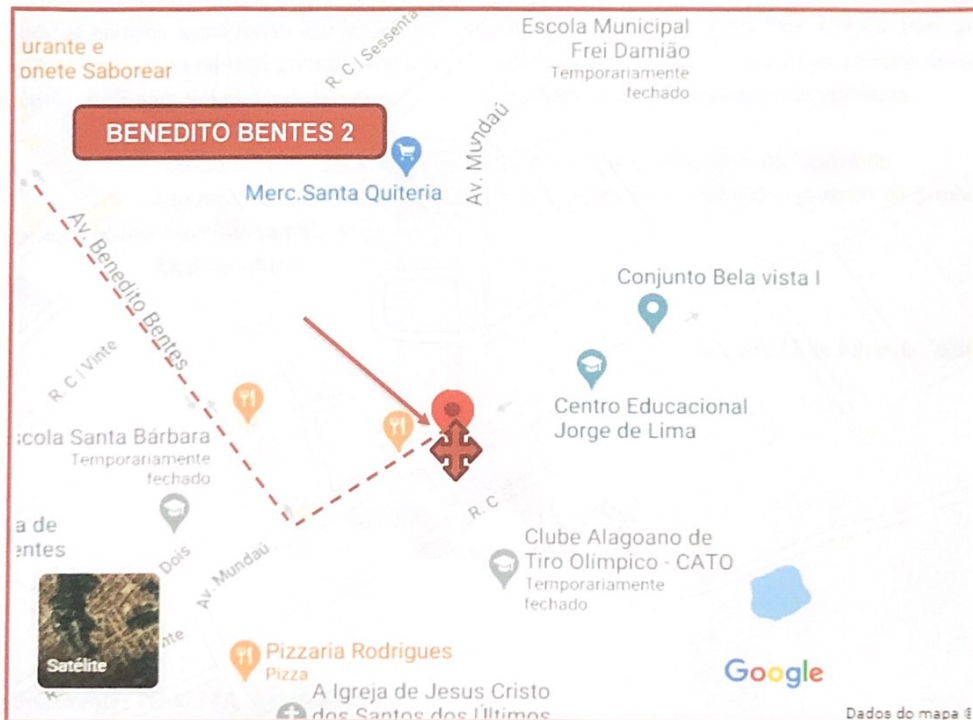 urante e
onete Saborear
R. C | Sessenta
Escola Municipal
Frei Damião
Temporariamente
fechado
BENEDITO BENTES 2
Merc.Santa Quiteria
Av. Mundaú
Av. Benedito Bentes
Conjunto Bela vista I
R. C | Vinte
Centro Educacional
Jorge de Lima
scola Santa Bárbara
Temporariamente
fechado
R. C
a de
entes
Dois
Av. Mundaú
Clube Alagoano de
Tiro Olímpico - CATO
Temporariamente
fechado
Satélite
nte
R.
Pizzaria Rodrigues
Pizza
Google
A Igreja de Jesus Cristo
dos Santos dos Últimos
Dados do mapa ©